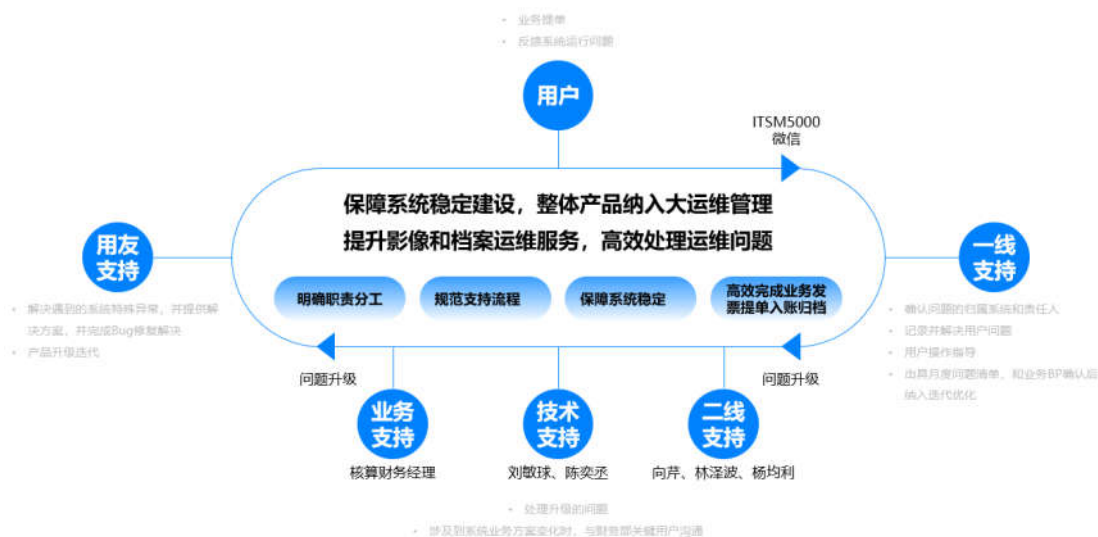 业务提单
反馈系统运行问题
用户
ITSM5000
微信
保障系统稳定建设，整体产品纳入大运维管理
提升影像和档案运维服务，高效处理运维问题
用友
支持
一线
支持
明确职责分工
规范支持流程
保障系统稳定
高效完成业务发
票提单入账归档
解决遇到的系统特殊异常，并提供解
决方案，并完成Bug修复解决
产品升级迭代
确认问题的归属系统和责任人
记录并解决用户问题
用户操作指导
出具月度问题清单，和业务BP确认后
纳入迭代优化
问题升级
问题升级
业务
支持
技术
支持
二线
支持
核算财务经理
刘敏球、陈奕丞
向芹、林泽波、杨均利
处理升级的问题
涉及到系统业务方案变化时，与财管部关键用户沟通